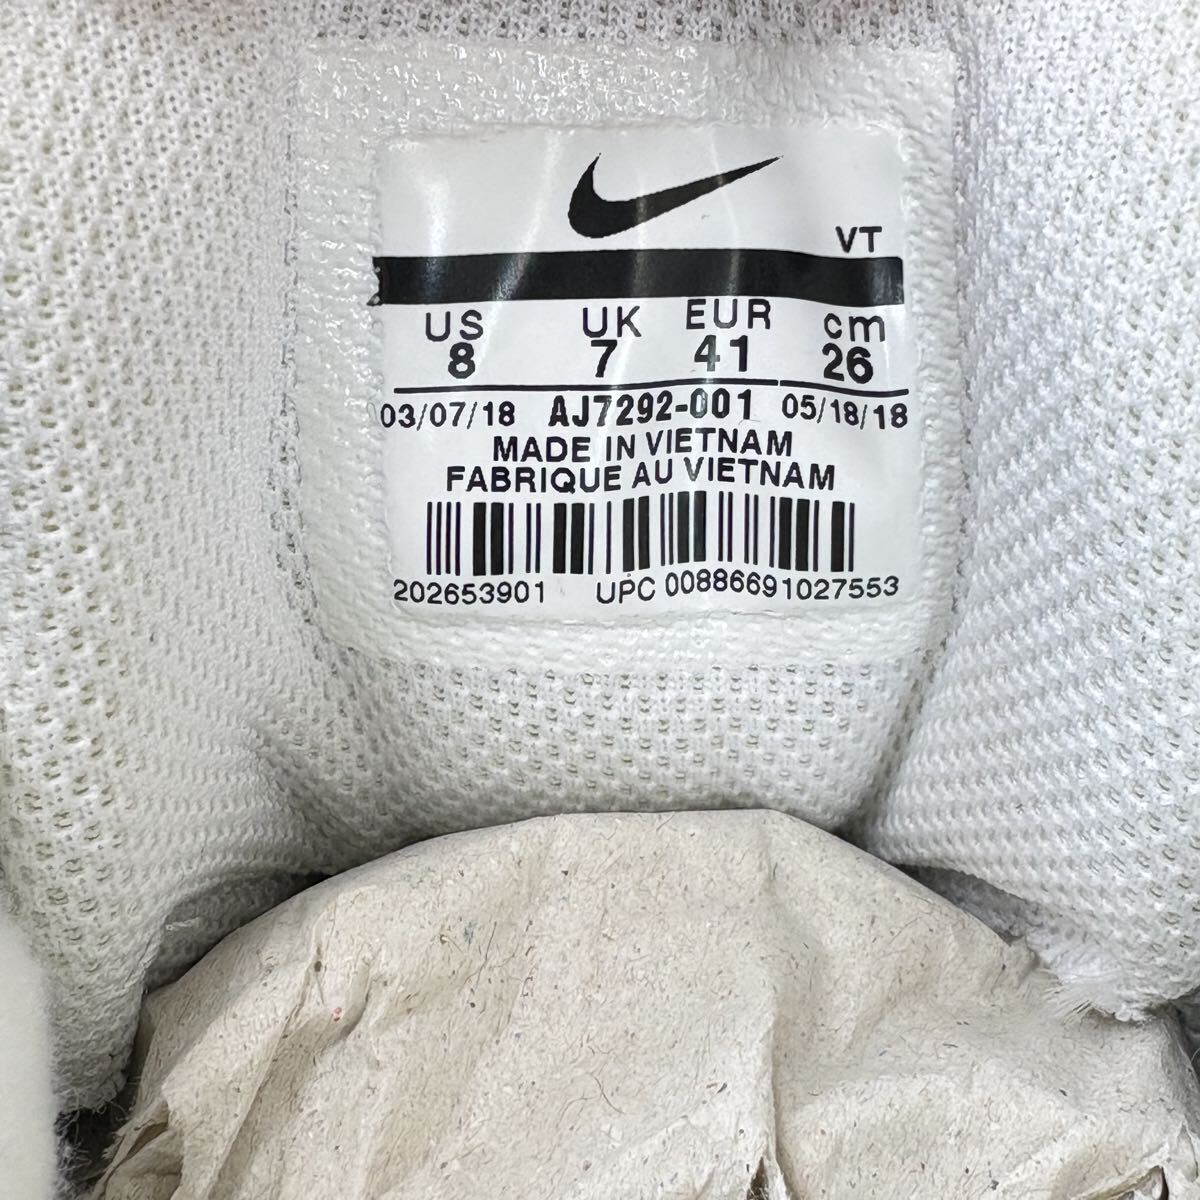 VT
US UK EUR cm
8 7 41 26
03/07/18 AJ7292-001 05/18/18
MADE IN VIETNAM
FABRIQUE AU VIETNAM
202653901 UPC 00886691027553